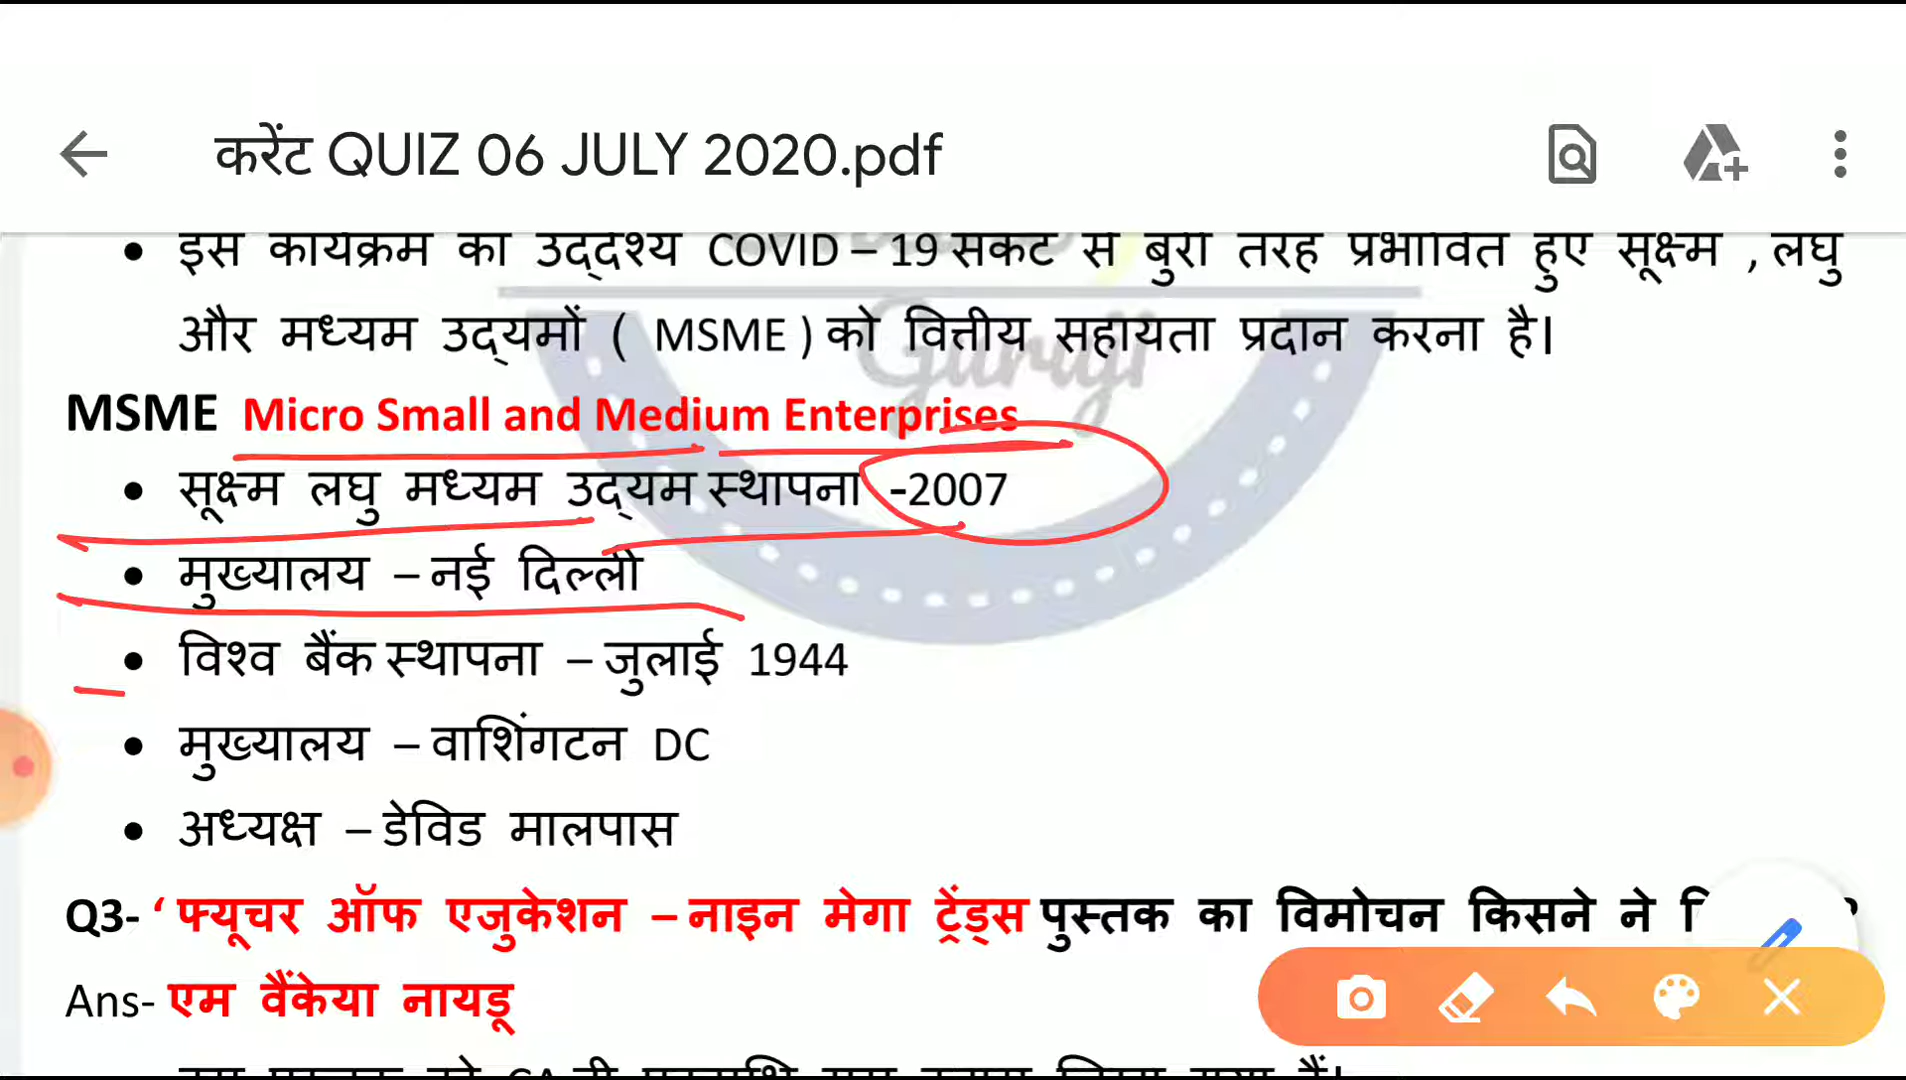 करेंट QUIZ 06 JULY 2020.pdf
• इस कार्यक्रम का उद्देश्य COVID – 19 संकट से बुरी तरह प्रभावित हुए सूक्ष्म , लघु
और मध्यम उद्यमों ( MSME ) को वित्तीय सहायता प्रदान करना है।
Guruji
MSME Micro Small and Medium Enterprises
• सूक्ष्म लघु मध्यम उद्यम स्थापना -2007
• मुख्यालय – नई दिल्ली
• विश्व बैंक स्थापना – जुलाई 1944
• मुख्यालय – वाशिंगटन DC
• अध्यक्ष – डेविड मालपास
Q3- ‘ फ्यूचर ऑफ एजुकेशन – नाइन मेगा ट्रेंड्स पुस्तक का विमोचन किसने ने
Ans- एम वैंकेया नायडू